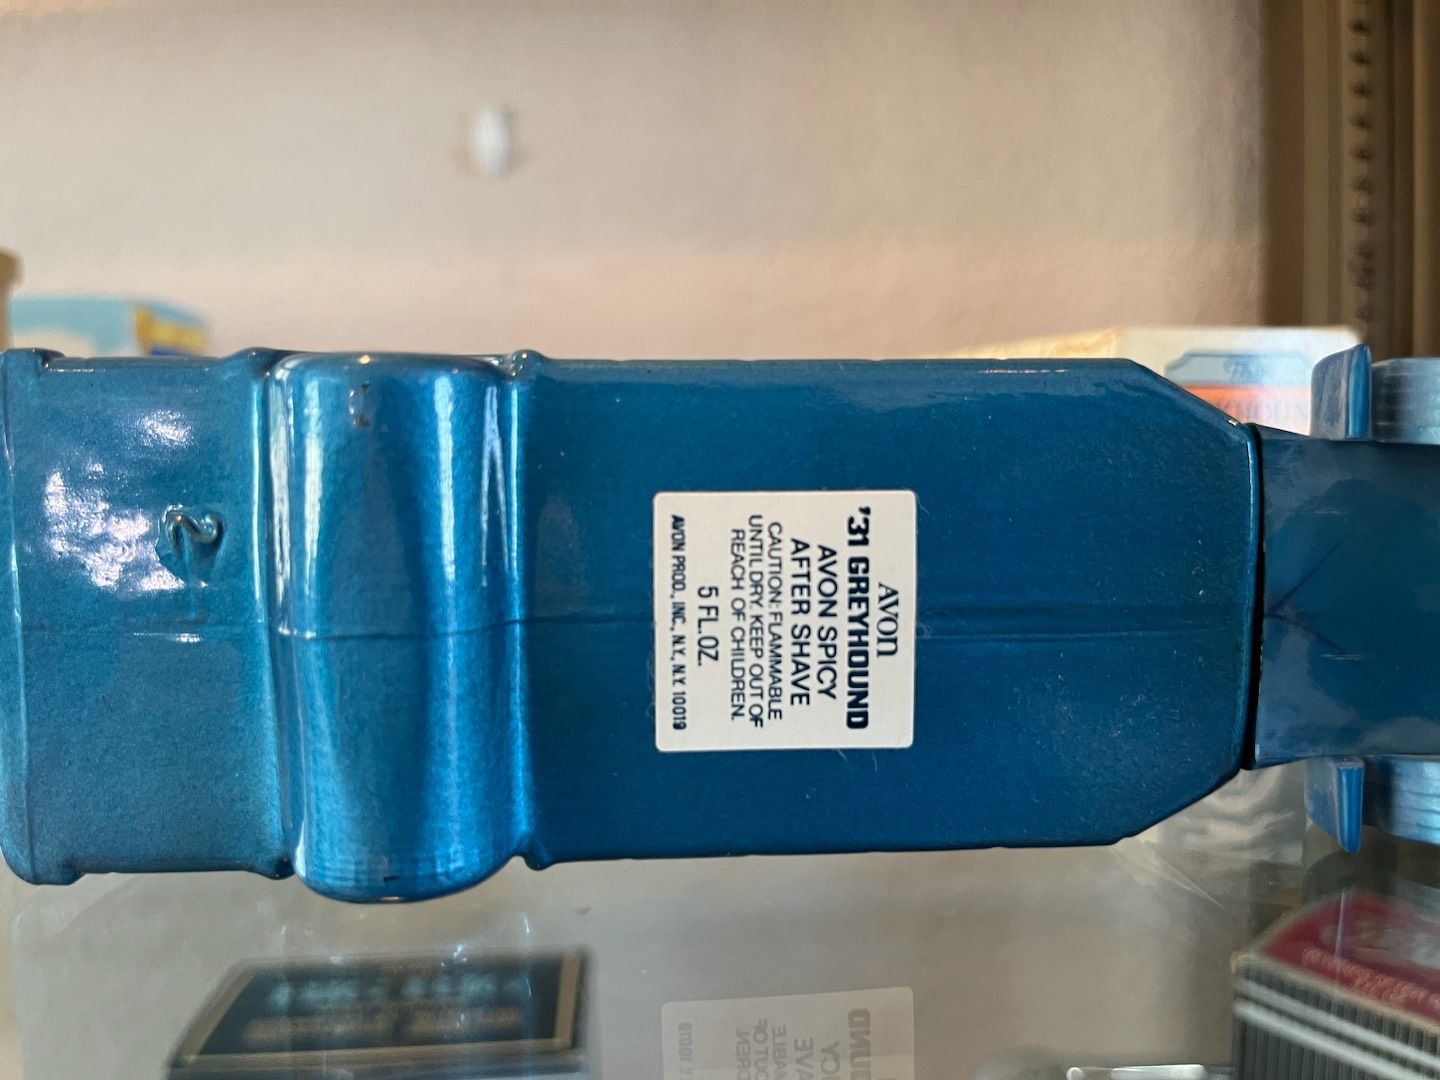 AVON
'31 GREYHOUND
AVON SPICY
AFTER SHAVE
CAUTION: FLAMMABLE
UNTIL DRY. KEEP OUT OF
REACH OF CHILDREN.
5 FL. OZ.
AVON PROD., INC., N.Y., N.Y. 10019
2